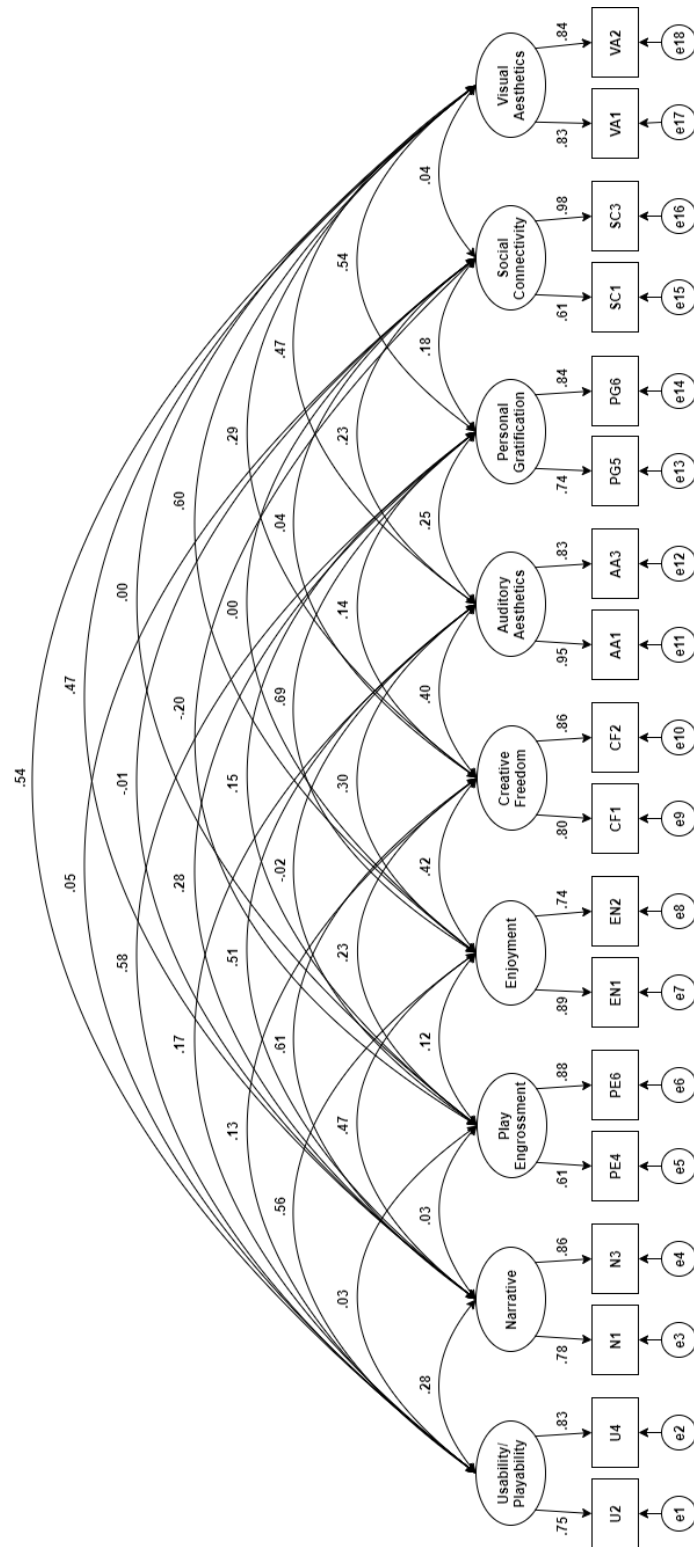 .54
.05 .47
.58 -.01 .00
.17 .28 -.20 .60
.13 .51 .15 .00 .29
.56 .61 -.02 .69 .04 .47
.03 .47 .23 .30 .14 .23 .54
.28 .03 .12 .42 .40 .25 .18 .04
Usability/
Playability
Narrative
Play
Engrossment
Enjoyment
Creative
Freedom
Auditory
Aesthetics
Personal
Gratification
Social
Connectivity
Visual
Aesthetics
.75 .83 .78 .86 .61 .88 .89 .74 .80 .86 .95 .83 .74 .84 .61 .98 .83 .84
U2 U4 N1 N3 PE4 PE6 EN1 EN2 CF1 CF2 AA1 AA3 PG5 PG6 SC1 SC3 VA1 VA2
e1 e2 e3 e4 e5 e6 e7 e8 e9 e10 e11 e12 e13 e14 e15 e16 e17 e18